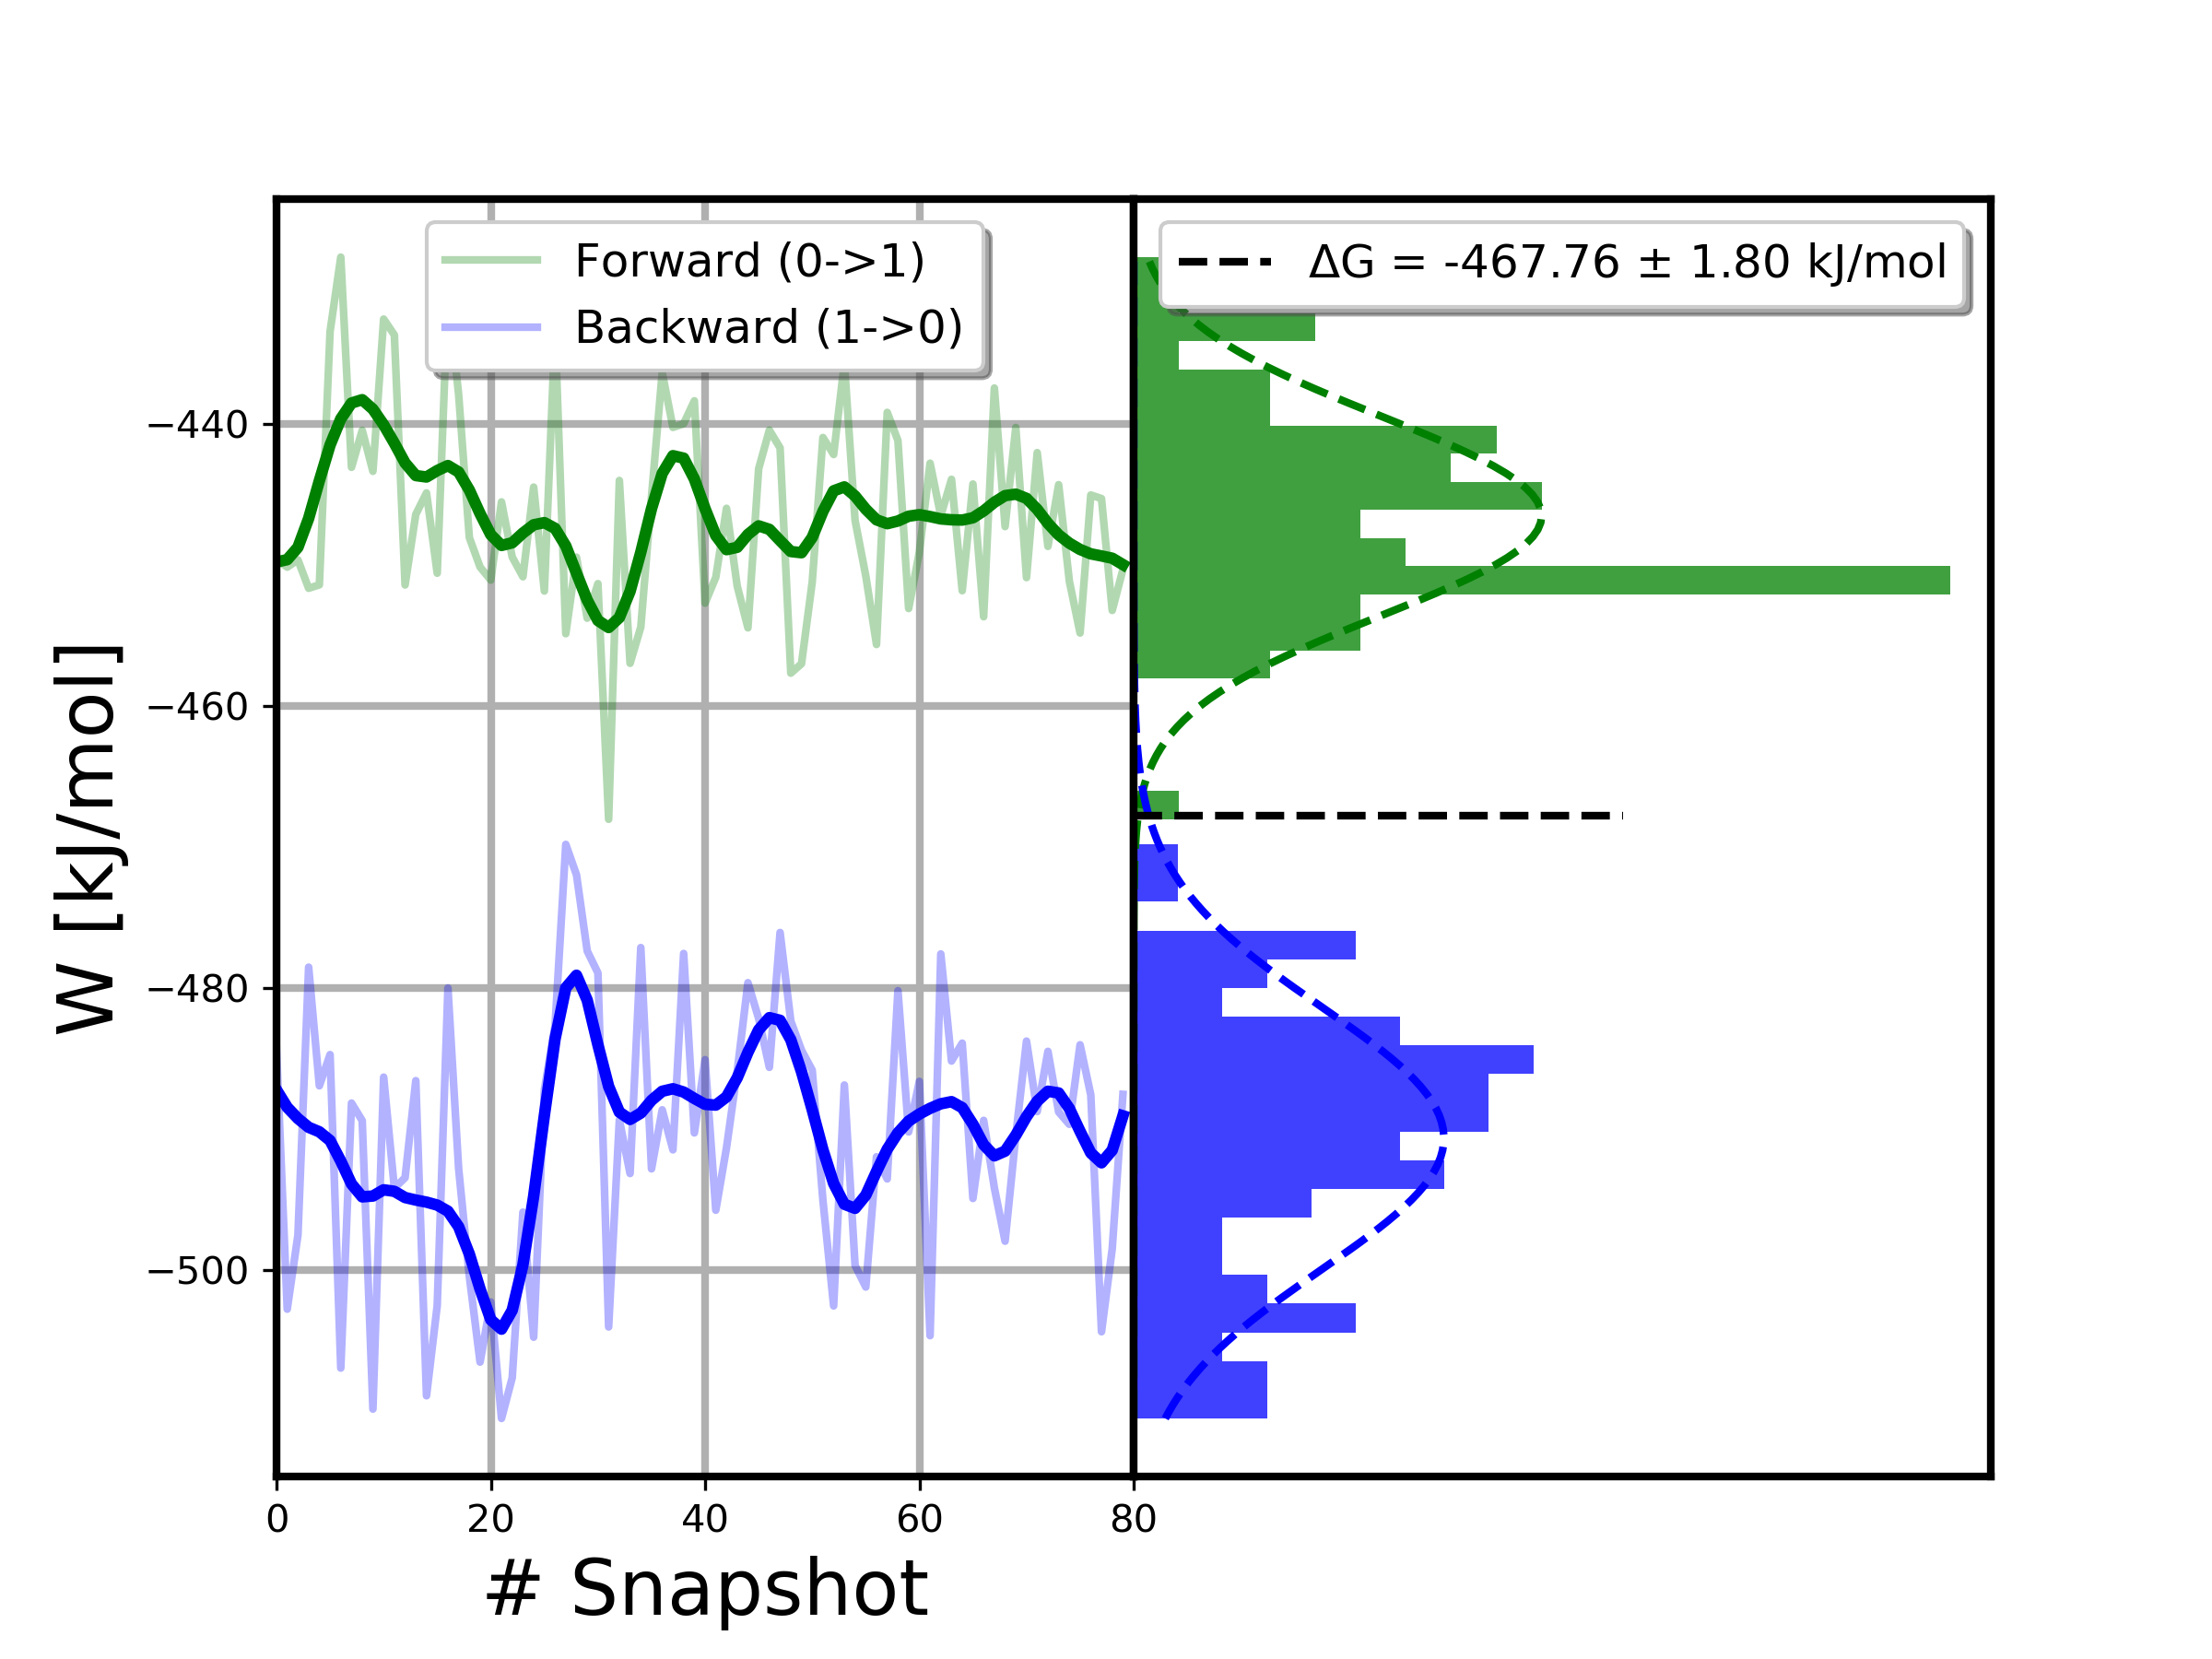 Forward (0->1)
Backward (1->0)
ΔG = -467.76 ± 1.80 kJ/mol
W [kJ/mol]
−440
−460
−480
−500
0
20
40
60
80
# Snapshot